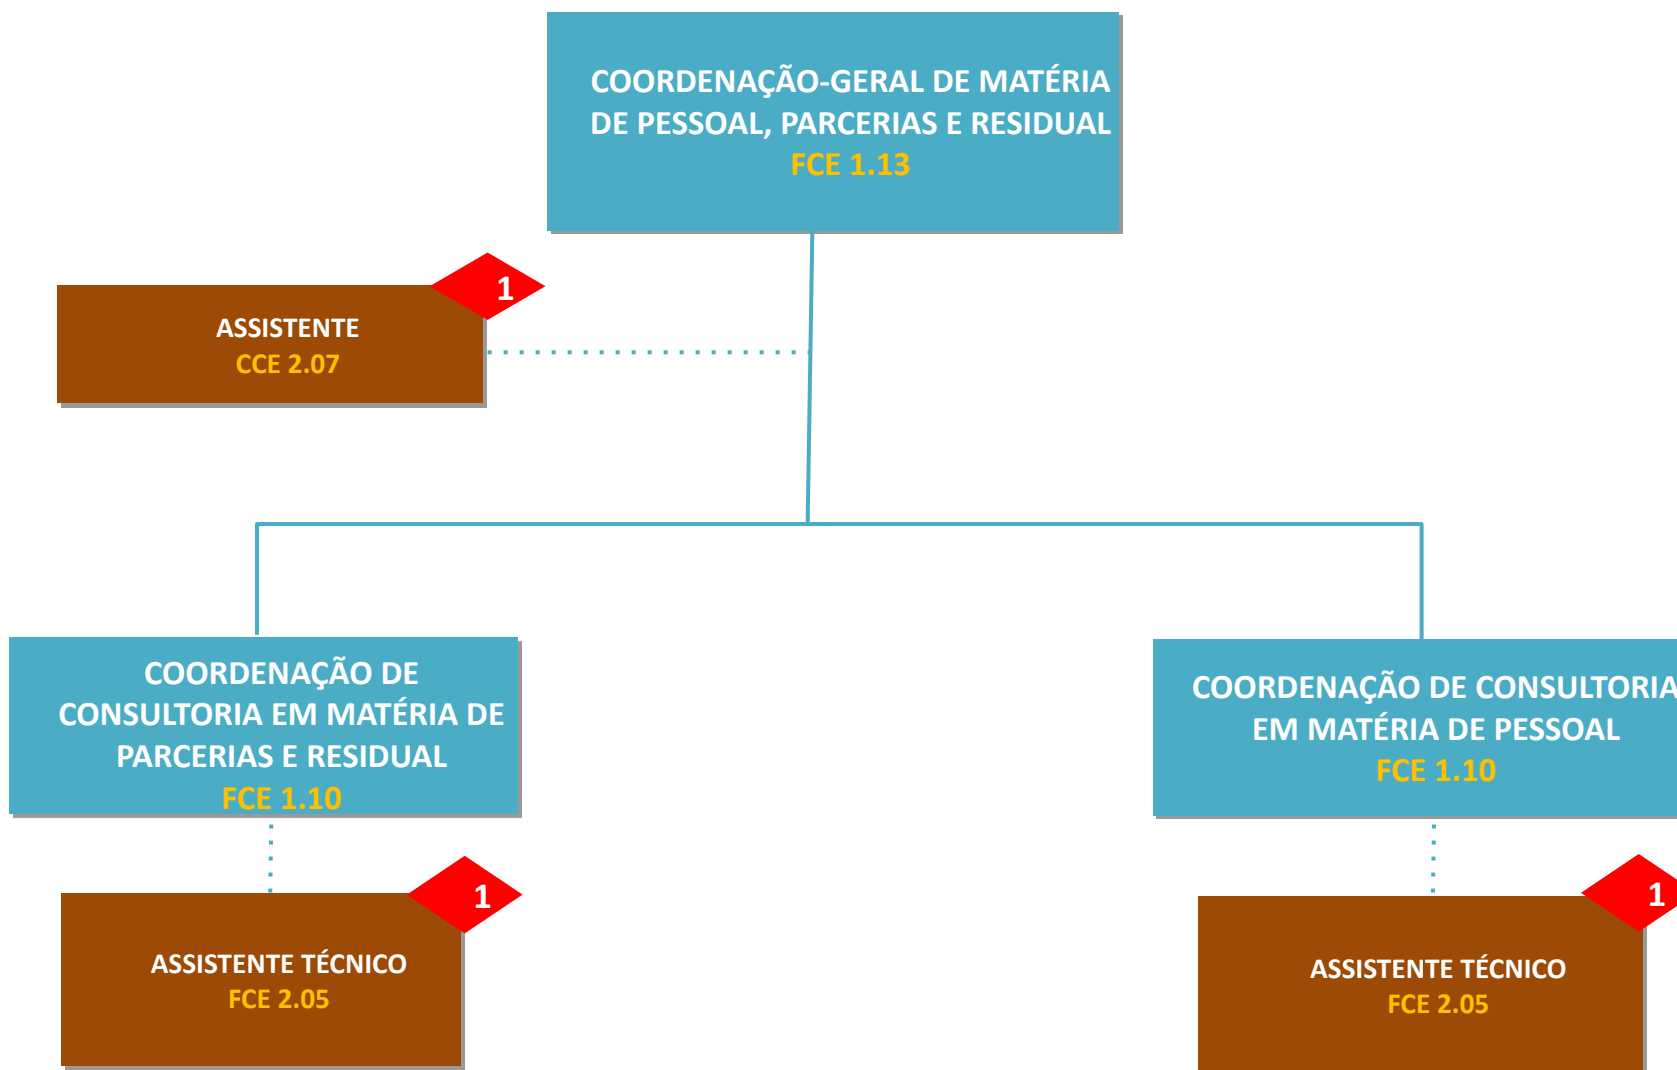 COORDENAÇÃO-GERAL DE MATÉRIA
DE PESSOAL, PARCERIAS E RESIDUAL
FCE 1.13
1
ASSISTENTE
CCE 2.07
COORDENAÇÃO DE
CONSULTORIA EM MATÉRIA DE
PARCERIAS E RESIDUAL
FCE 1.10
COORDENAÇÃO DE CONSULTORIA
EM MATÉRIA DE PESSOAL
FCE 1.10
1
ASSISTENTE TÉCNICO
FCE 2.05
1
ASSISTENTE TÉCNICO
FCE 2.05